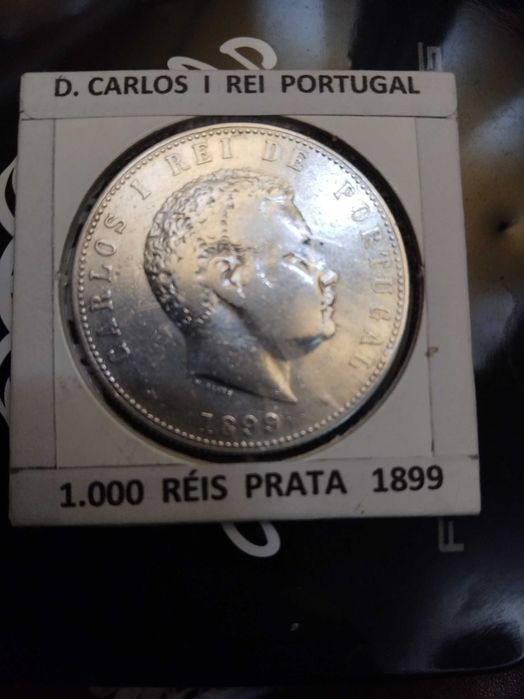 D. CARLOS I REI PORTUGAL
CARLOS I REI DE PORTUGAL
1899
1.000 RÉIS PRATA 1899